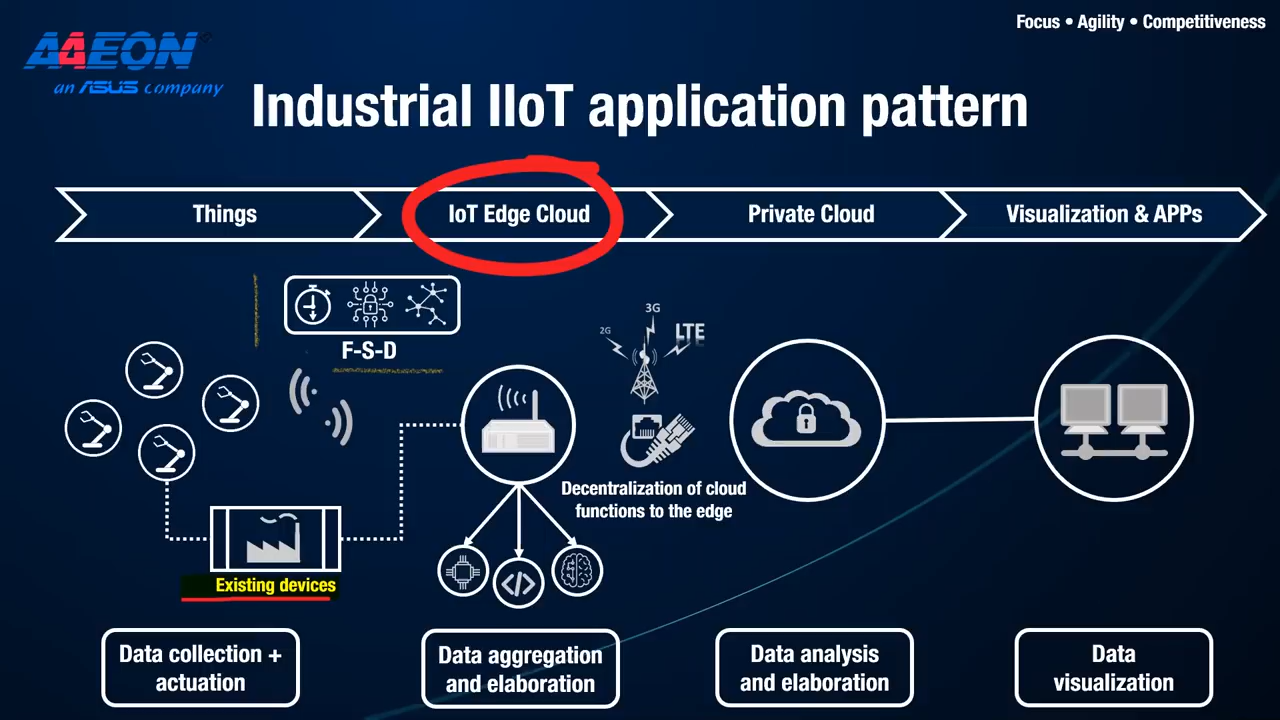 Focus • Agility • Competitiveness
AAEON
an ASUS company
Industrial IIoT application pattern
Things
IoT Edge Cloud
Private Cloud
Visualization & APPs
F-S-D
2G
3G
LTE
Decentralization of cloud
functions to the edge
Existing devices
Data collection +
actuation
Data aggregation
and elaboration
Data analysis
and elaboration
Data
visualization